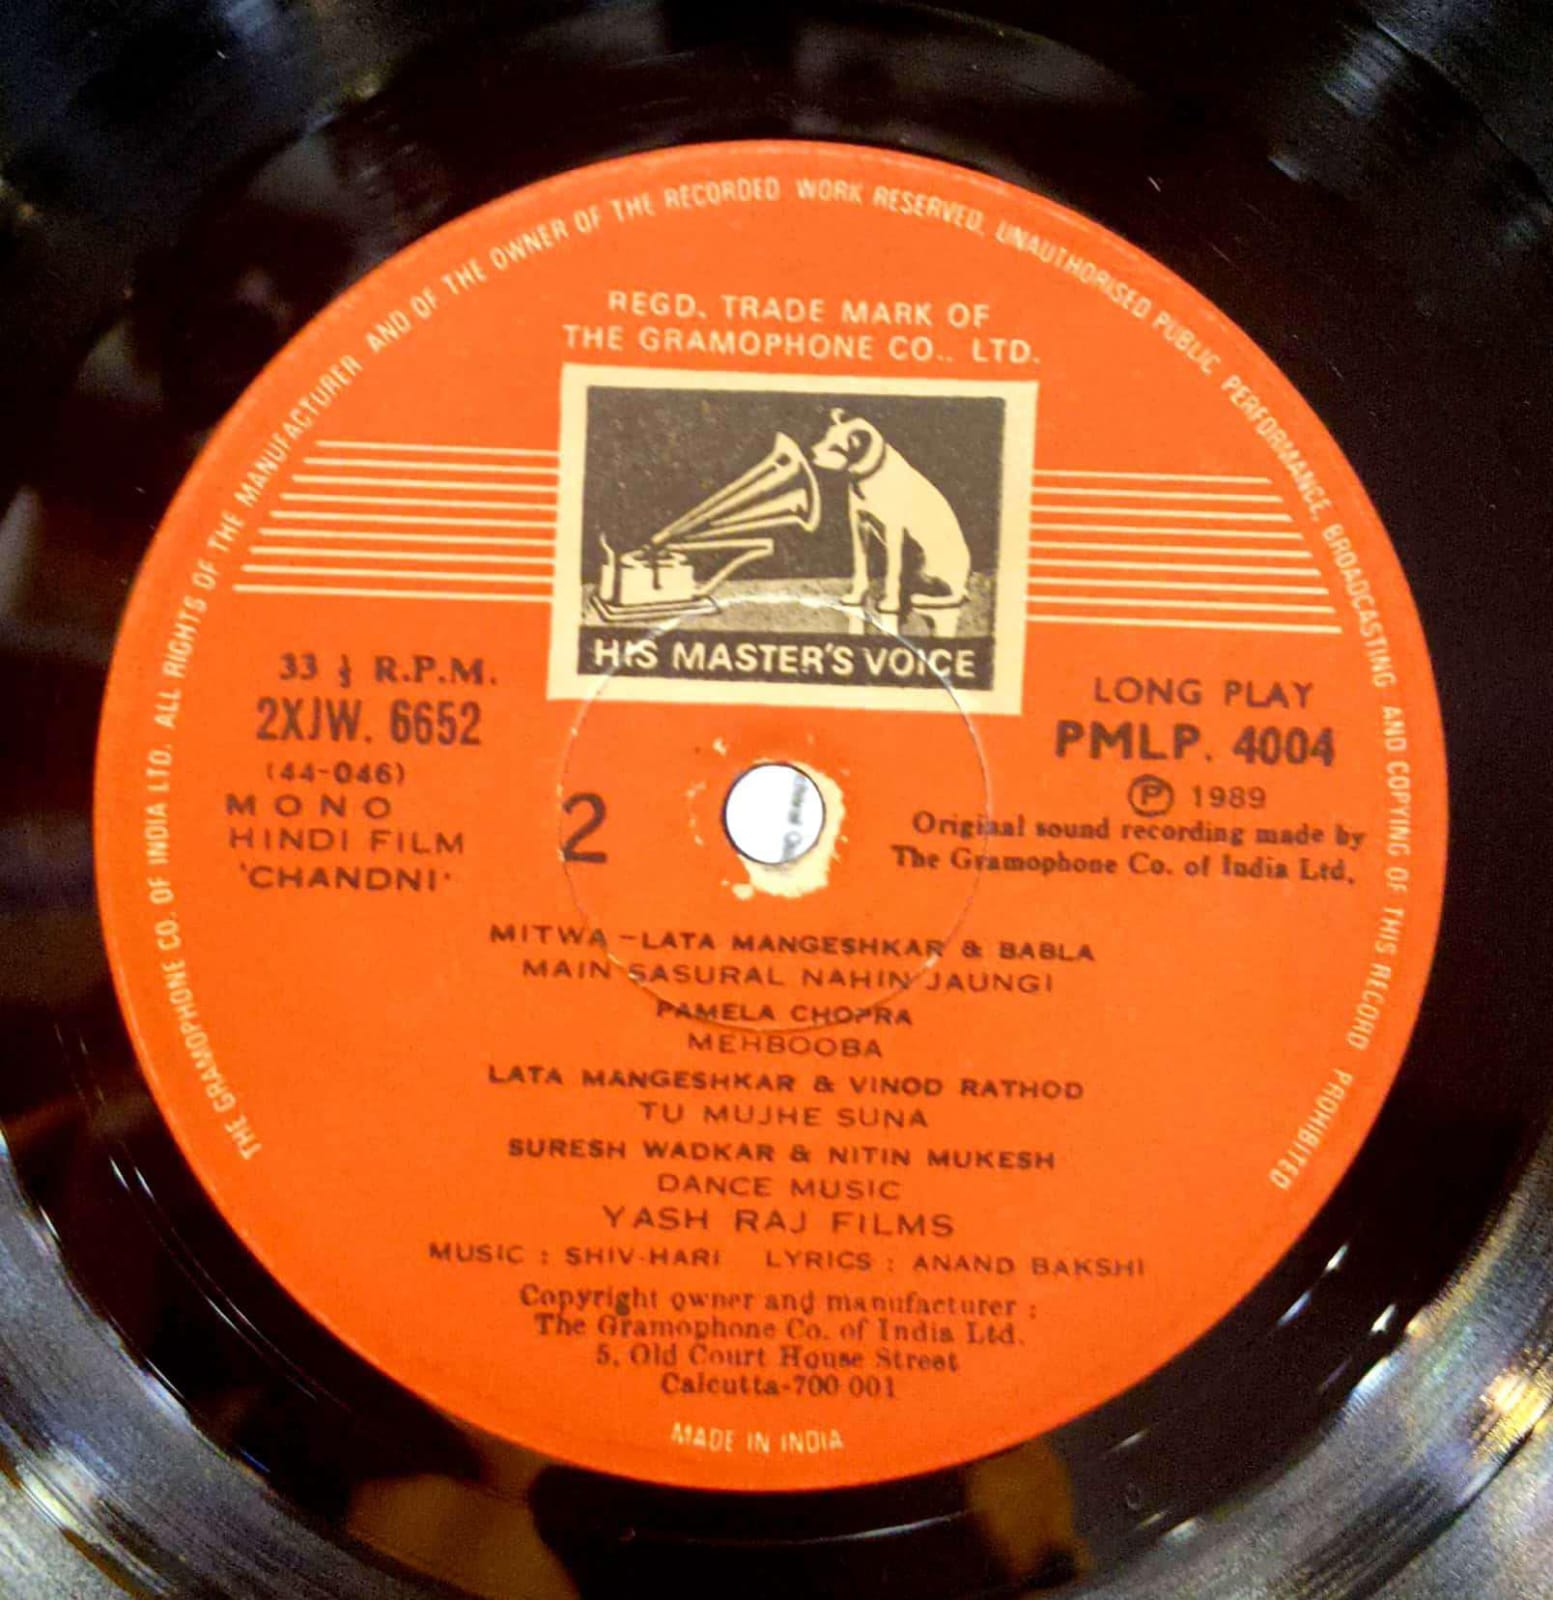 THE GRAMOPHONE CO. OF INDIA LTD. ALL RIGHTS OF THE MANUFACTURER AND OF THE OWNER OF THE RECORDED WORK RESERVED. UNAUTHORISED PUBLIC PERFORMANCE, BROADCASTING AND COPYING OF THIS RECORD PROHIBITED
REGD. TRADE MARK OF
THE GRAMOPHONE CO., LTD.
HIS MASTER'S VOICE
33 ⅓ R.P.M.
2XJW. 6652
(44-046)
MONO
HINDI FILM
'CHANDNI'
2
LONG PLAY
PMLP. 4004
Ⓟ 1989
Original sound recording made by
The Gramophone Co. of India Ltd.
MITWA - LATA MANGESHKAR & BABLA
MAIN SASURAL NAHIN JAUNGI
PAMELA CHOPRA
MEHBOOBA
LATA MANGESHKAR & VINOD RATHOD
TU MUJHE SUNA
SURESH WADKAR & NITIN MUKESH
DANCE MUSIC
YASH RAJ FILMS
MUSIC : SHIV-HARI LYRICS : ANAND BAKSHI
Copyright owner and manufacturer :
The Gramophone Co. of India Ltd.
5, Old Court House Street
Calcutta-700 001
MADE IN INDIA